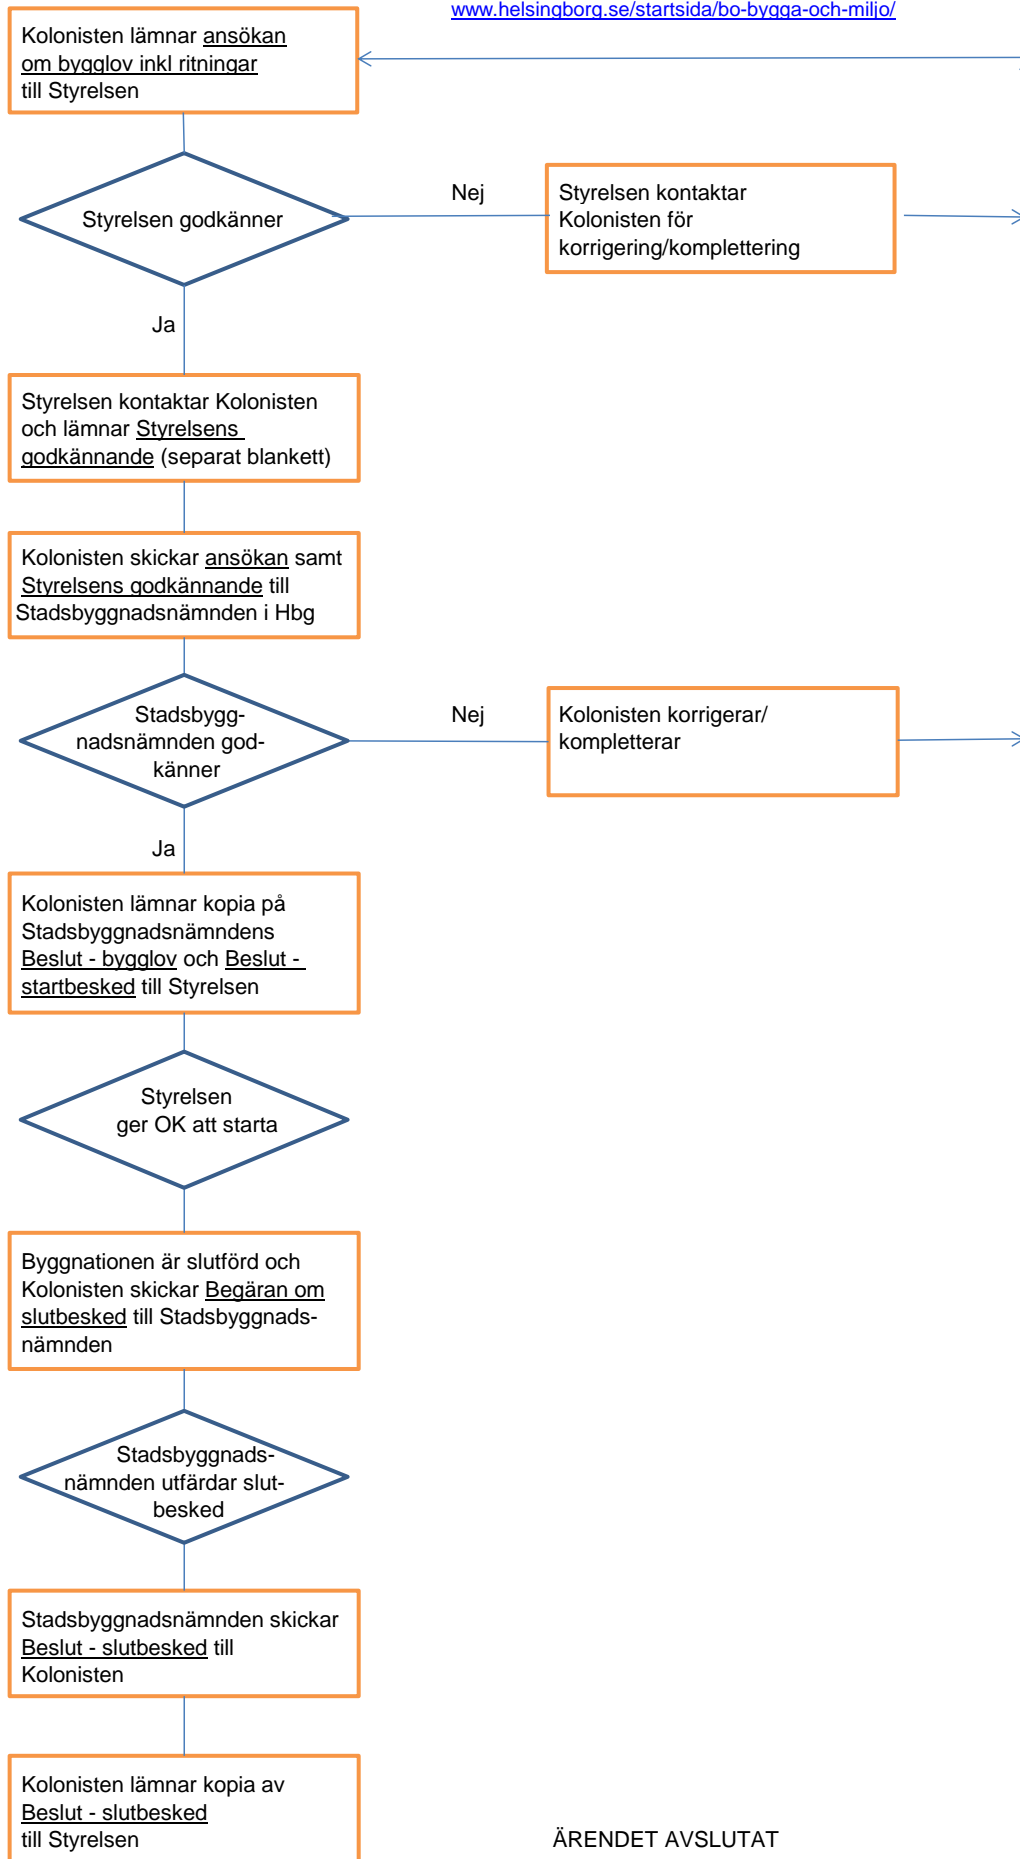 www.helsingborg.se/startsida/bo-bygga-och-miljo/
Kolonisten lämnar ansökan
om bygglov inkl ritningar
till Styrelsen
Styrelsen godkänner
Nej
Styrelsen kontaktar
Kolonisten för
korrigering/komplettering
Ja
Styrelsen kontaktar Kolonisten
och lämnar Styrelsens
godkännande (separat blankett)
Kolonisten skickar ansökan samt
Styrelsens godkännande till
Stadsbyggnadsnämnden i Hbg
Stadsbygg-
nadsnämnden god-
känner
Nej
Kolonisten korrigerar/
kompletterar
Ja
Kolonisten lämnar kopia på
Stadsbyggnadsnämndens
Beslut - bygglov och Beslut -
startbesked till Styrelsen
Styrelsen
ger OK att starta
Byggnationen är slutförd och
Kolonisten skickar Begäran om
slutbesked till Stadsbyggnads-
nämnden
Stadsbyggnads-
nämnden utfärdar slut-
besked
Stadsbyggnadsnämnden skickar
Beslut - slutbesked till
Kolonisten
Kolonisten lämnar kopia av
Beslut - slutbesked
till Styrelsen
ÄRENDET AVSLUTAT